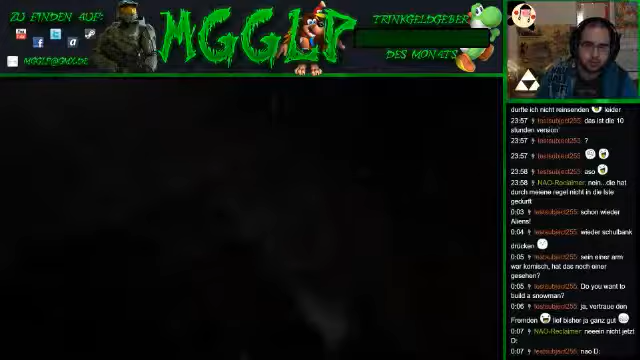 ZU FINDEN AUF:
MGGLP@GMX.DE
MGGLP
TRINKGELDGEBER
DES MONATS
durfte ich nicht reinsenden leider
23:57 testsubject255: das ist die 10
stunden version
23:57 testsubject255: ?
23:57 testsubject255:
23:58 testsubject255: aso
23:58 NAO-Reclaimer: nein...die hat
durch meiene regel nicht in die liste
gedurft
0:03 testsubject255: schon wieder
Aliens!
0:04 testsubject255: wieder schulbank
drücken
0:05 testsubject255: sein einer arm
war komisch, hat das noch einer
gesehen?
0:05 testsubject255: Do you want to
build a snowman?
0:06 testsubject255: ja, vertraue den
Fremden lief bisher ja ganz gut
0:07 NAO-Reclaimer: neeein nicht jetzt
D:
0:07 testsubject255: nao D: